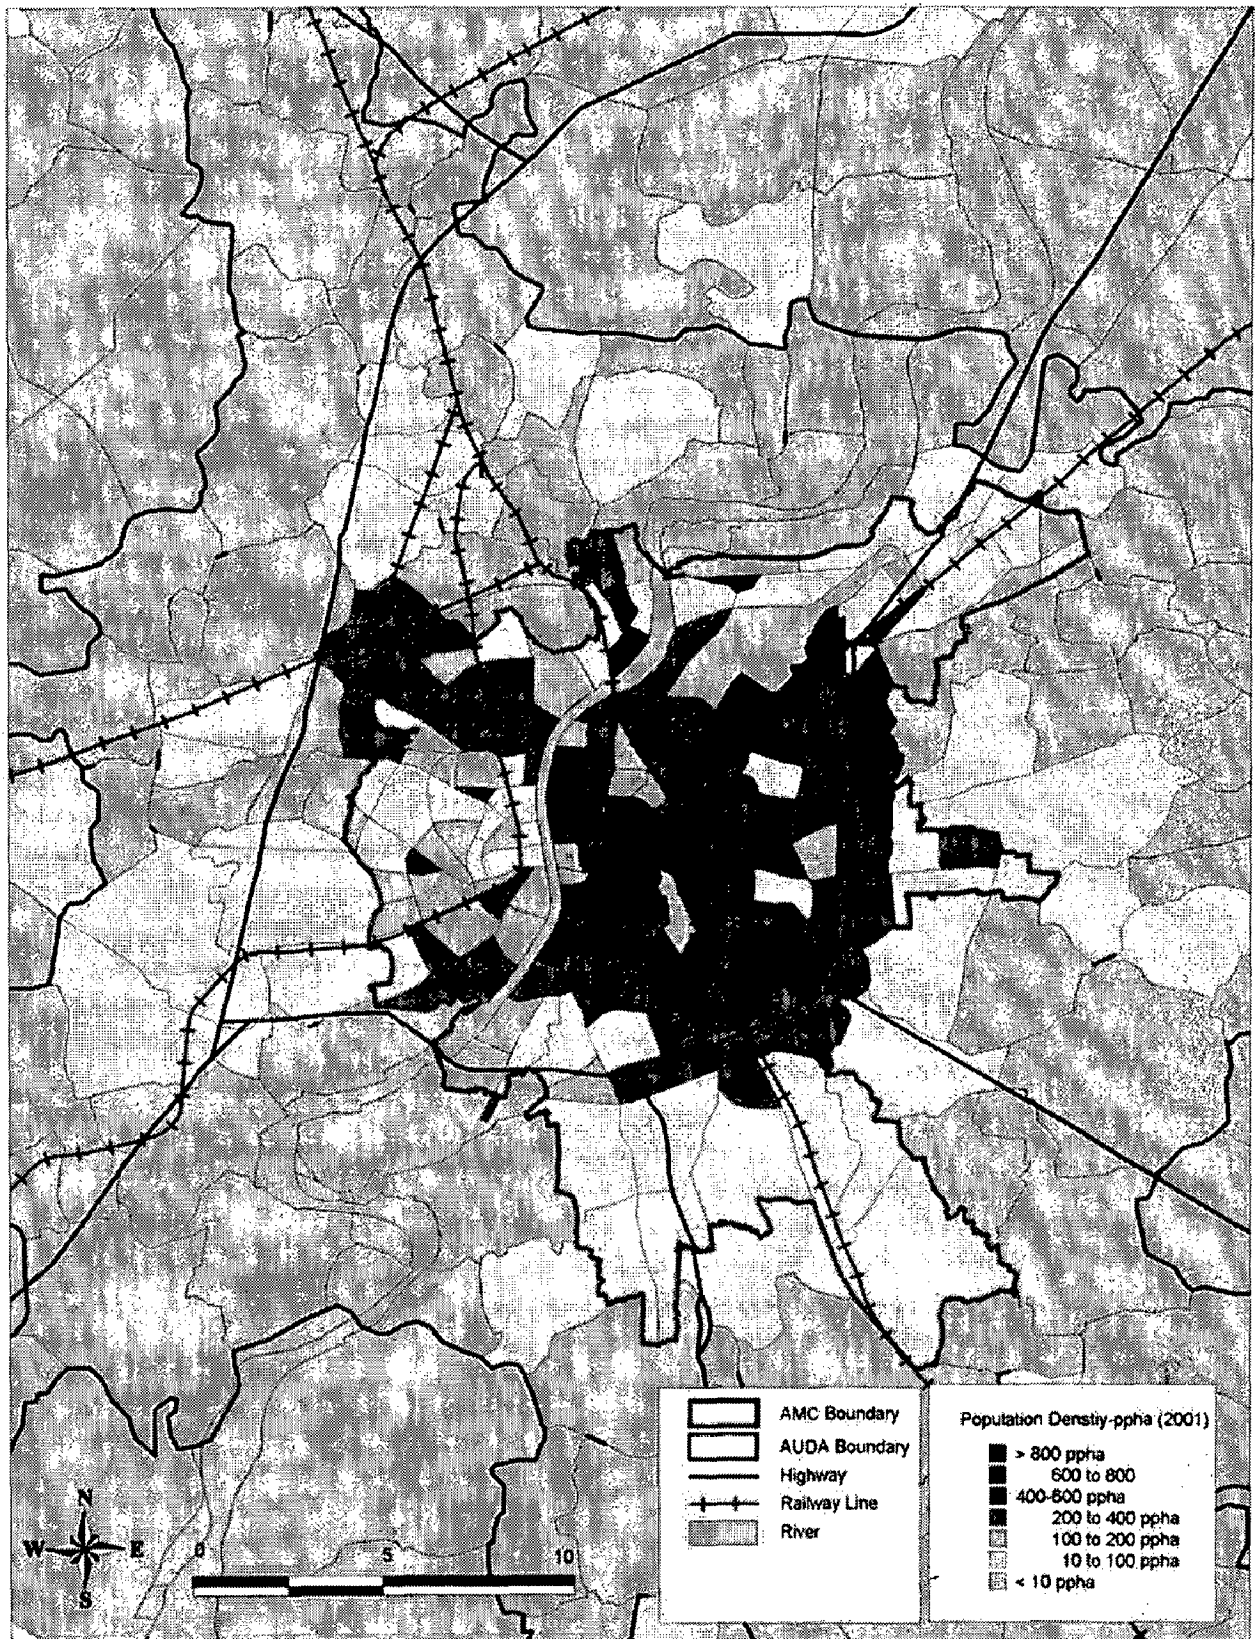 AMC Boundary
AUDA Boundary
Highway
Railway Line
River
Population Denstiy-ppha (2001)
> 800 ppha
600 to 800
400-600 ppha
200 to 400 ppha
100 to 200 ppha
10 to 100 ppha
< 10 ppha
N
W E
S
0 5 10